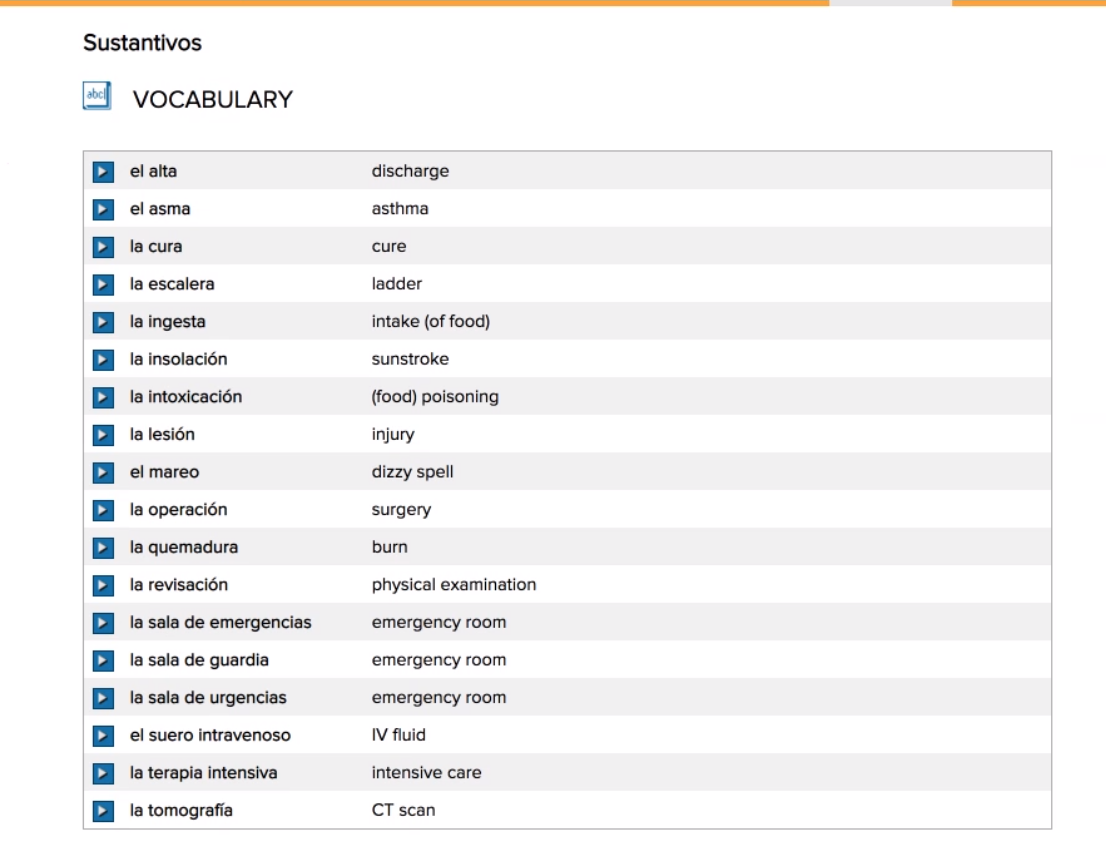 Sustantivos
abcl VOCABULARY
el alta discharge
el asma asthma
la cura cure
la escalera ladder
la ingesta intake (of food)
la insolación sunstroke
la intoxicación (food) poisoning
la lesión injury
el mareo dizzy spell
la operación surgery
la quemadura burn
la revisación physical examination
la sala de emergencias emergency room
la sala de guardia emergency room
la sala de urgencias emergency room
el suero intravenoso IV fluid
la terapia intensiva intensive care
la tomografía CT scan